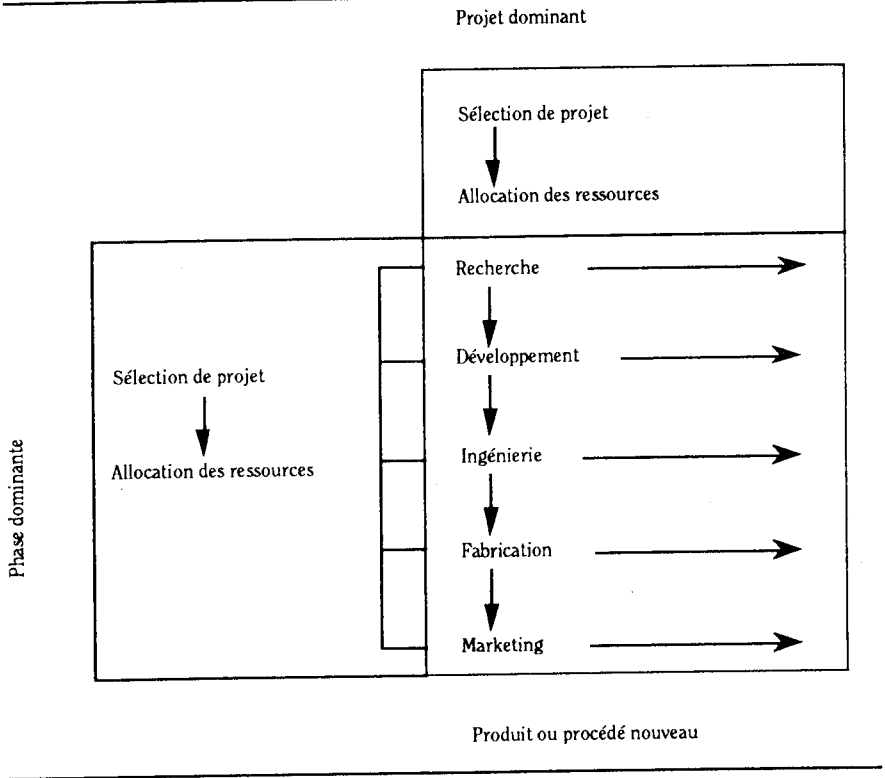 Projet dominant
Sélection de projet
Allocation des ressources
Recherche
Développement
Sélection de projet
Ingénierie
Allocation des ressources
Phase dominante
Fabrication
Marketing
Produit ou procédé nouveau